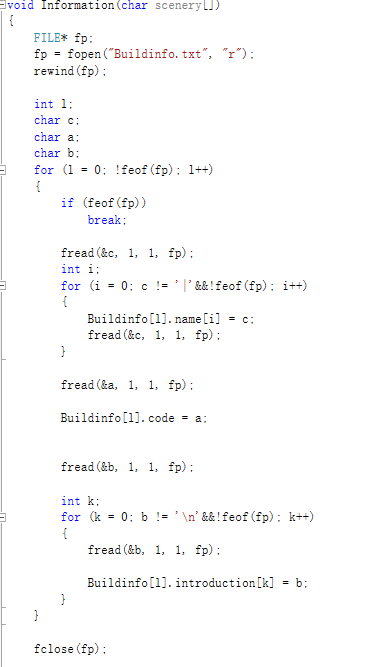 void Information(char scenery[])
{
FILE* fp;
fp = fopen("Buildinfo.txt", "r");
rewind(fp);
int l;
char c;
char a;
char b;
for (l = 0; !feof(fp); l++)
{
if (feof(fp))
break;
fread(&c, 1, 1, fp);
int i;
for (i = 0; c != '|'&&!feof(fp); i++)
{
Buildinfo[l].name[i] = c;
fread(&c, 1, 1, fp);
}
fread(&a, 1, 1, fp);
Buildinfo[l].code = a;
fread(&b, 1, 1, fp);
int k;
for (k = 0; b != '\n'&&!feof(fp); k++)
{
fread(&b, 1, 1, fp);
Buildinfo[l].introduction[k] = b;
}
}
fclose(fp);